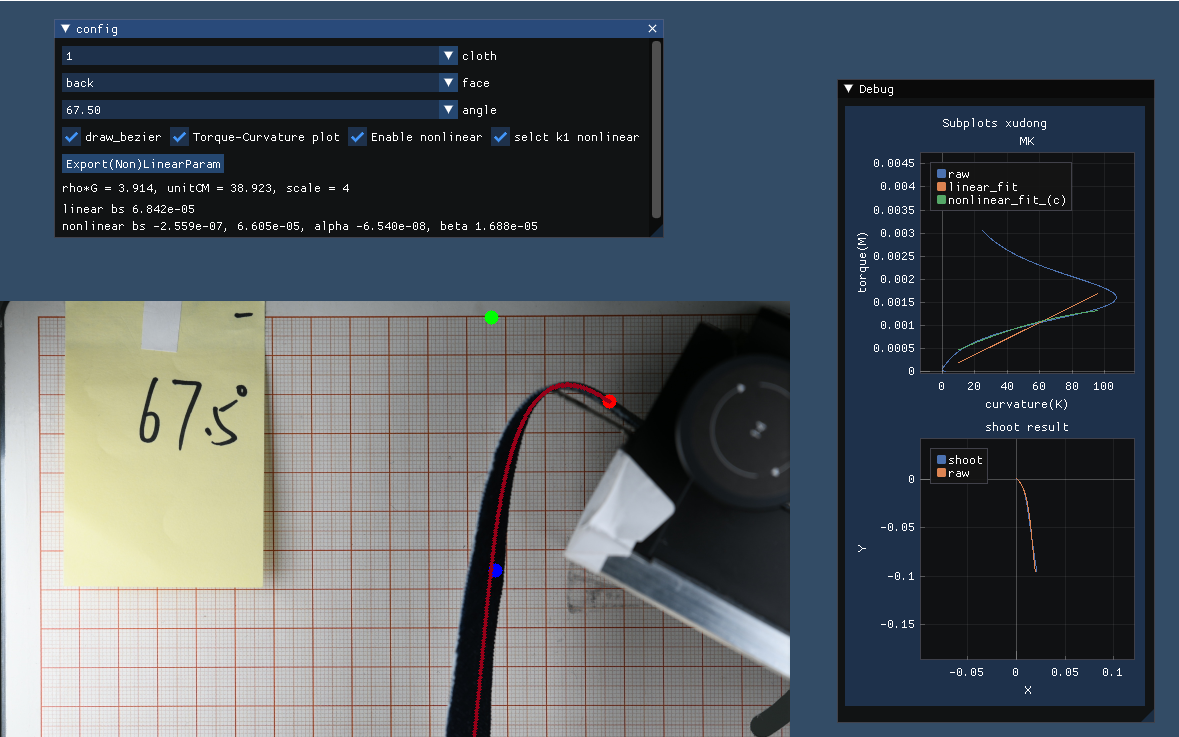 config
1 cloth
back face
67.50 angle
draw_bezier Torque-Curvature plot Enable nonlinear selct k1 nonlinear
Export(Non)LinearParam
rho*G = 3.914, unitCM = 38.923, scale = 4
linear bs 6.842e-05
nonlinear bs -2.559e-07, 6.605e-05, alpha -6.540e-08, beta 1.688e-05
67.5°
Debug
Subplots xudong
MK
raw
linear_fit
nonlinear_fit_(c)
torque(M)
0.0045
0.004
0.0035
0.003
0.0025
0.002
0.0015
0.001
0.0005
0
0 20 40 60 80 100
curvature(K)
shoot result
shoot
raw
Y
0
-0.05
-0.1
-0.15
-0.05 0 0.05 0.1
X